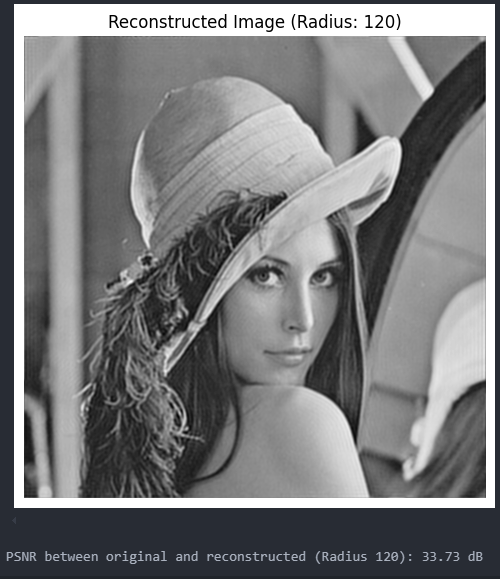 Reconstructed Image (Radius: 120)
PSNR between original and reconstructed (Radius 120): 33.73 dB